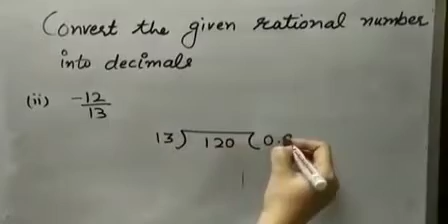 Convert the given rational number
into decimals
(ii) -12/13
13) 120 (0.